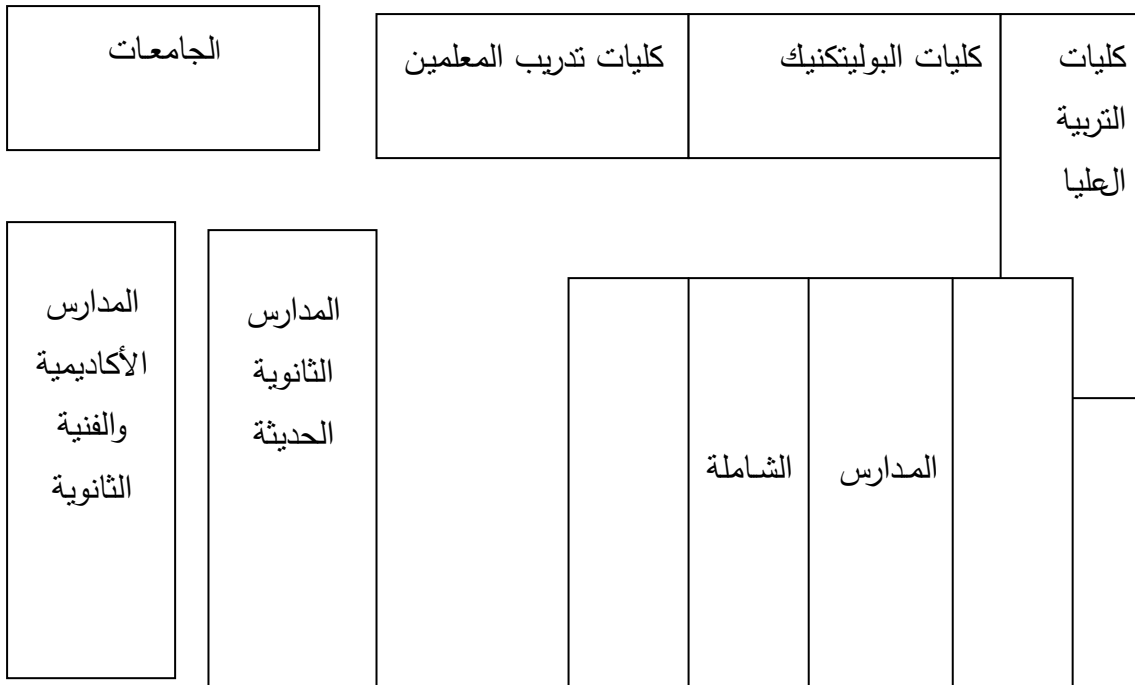 كليات
التربية
العليا
كليات البوليتكنيك
كليات تدريب المعلمين
الجامعات
المدارس
الشاملة
المدارس
الثانوية
الحديثة
المدارس
الأكاديمية
والفنية
الثانوية